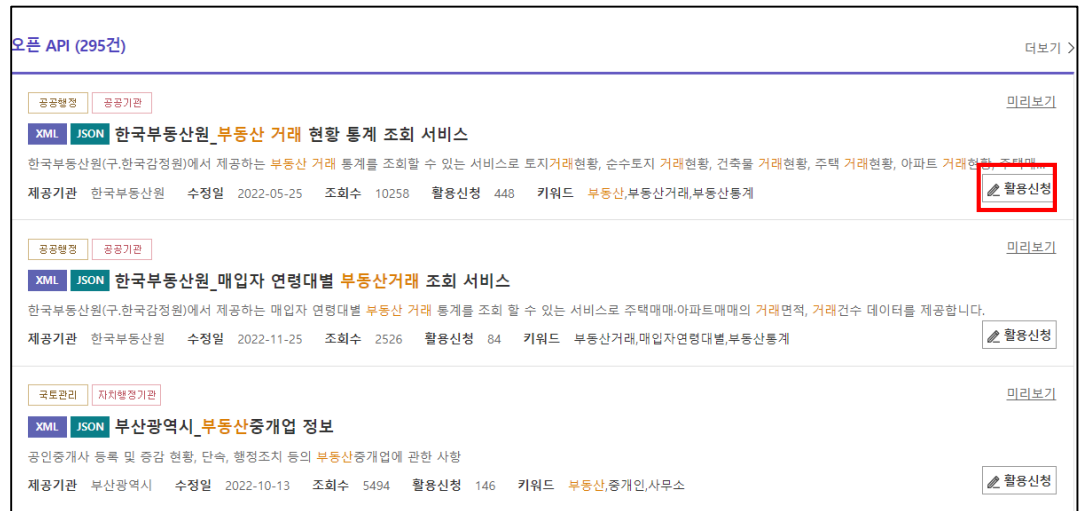 오픈 API (295건)
더보기 >
공공행정 공공기관
미리보기
XML JSON 한국부동산원_부동산 거래 현황 통계 조회 서비스
한국부동산원(구.한국감정원)에서 제공하는 부동산 거래 통계를 조회할 수 있는 서비스로 토지거래현황, 순수토지 거래현황, 건축물 거래현황, 주택 거래현황, 아파트 거래현황, 주택매...
제공기관 한국부동산원 수정일 2022-05-25 조회수 10258 활용신청 448 키워드 부동산,부동산거래,부동산통계
활용신청
공공행정 공공기관
미리보기
XML JSON 한국부동산원_매입자 연령대별 부동산거래 조회 서비스
한국부동산원(구.한국감정원)에서 제공하는 매입자 연령대별 부동산 거래 통계를 조회 할 수 있는 서비스로 주택매매·아파트매매의 거래면적, 거래건수 데이터를 제공합니다.
제공기관 한국부동산원 수정일 2022-11-25 조회수 2526 활용신청 84 키워드 부동산거래,매입자연령대별,부동산통계
활용신청
국토관리 자치행정기관
미리보기
XML JSON 부산광역시_부동산중개업 정보
공인중개사 등록 및 증감 현황, 단속, 행정조치 등의 부동산중개업에 관한 사항
제공기관 부산광역시 수정일 2022-10-13 조회수 5494 활용신청 146 키워드 부동산,중개인,사무소
활용신청